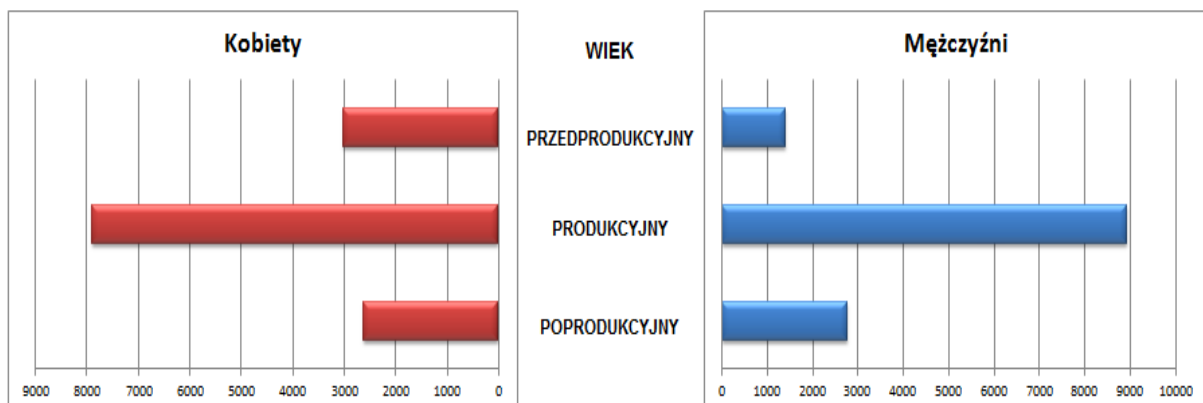 Kobiety
WIEK
Mężczyźni
PRZEDPRODUKCYJNY
PRODUKCYJNY
POPRODUKCYJNY
9000 8000 7000 6000 5000 4000 3000 2000 1000 0
0 1000 2000 3000 4000 5000 6000 7000 8000 9000 10000